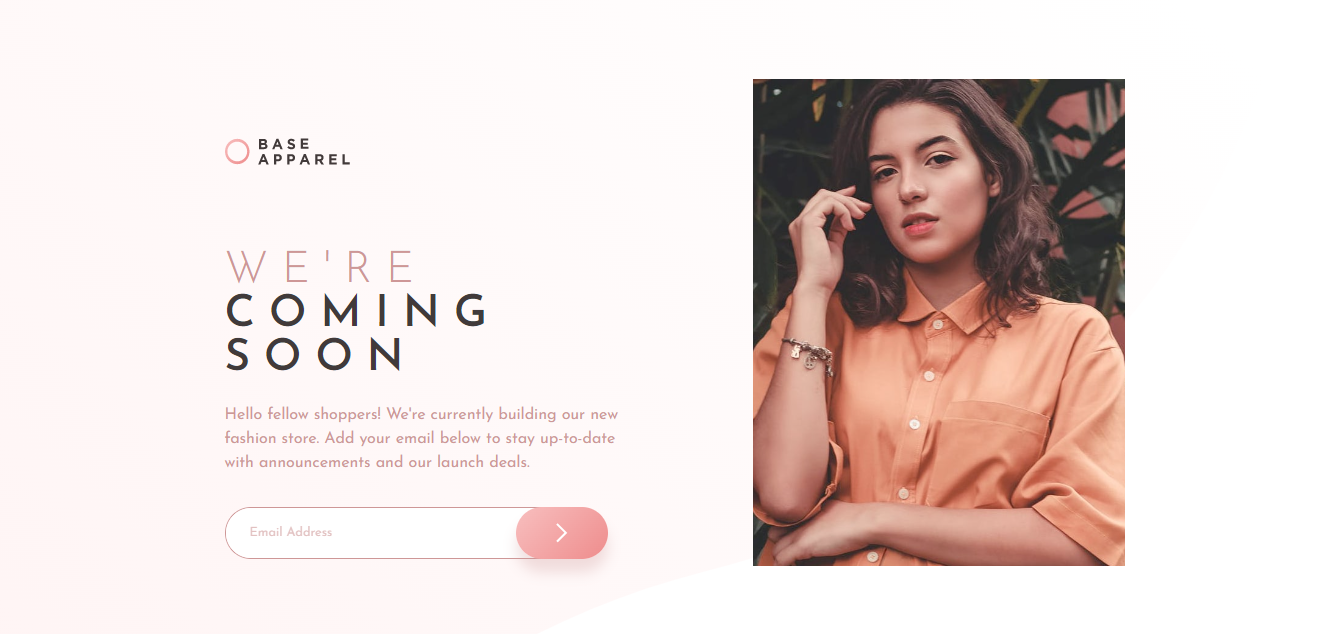 BASE
APPAREL
WE'RE
COMING
SOON
Hello fellow shoppers! We're currently building our new
fashion store. Add your email below to stay up-to-date
with announcements and our launch deals.
Email Address